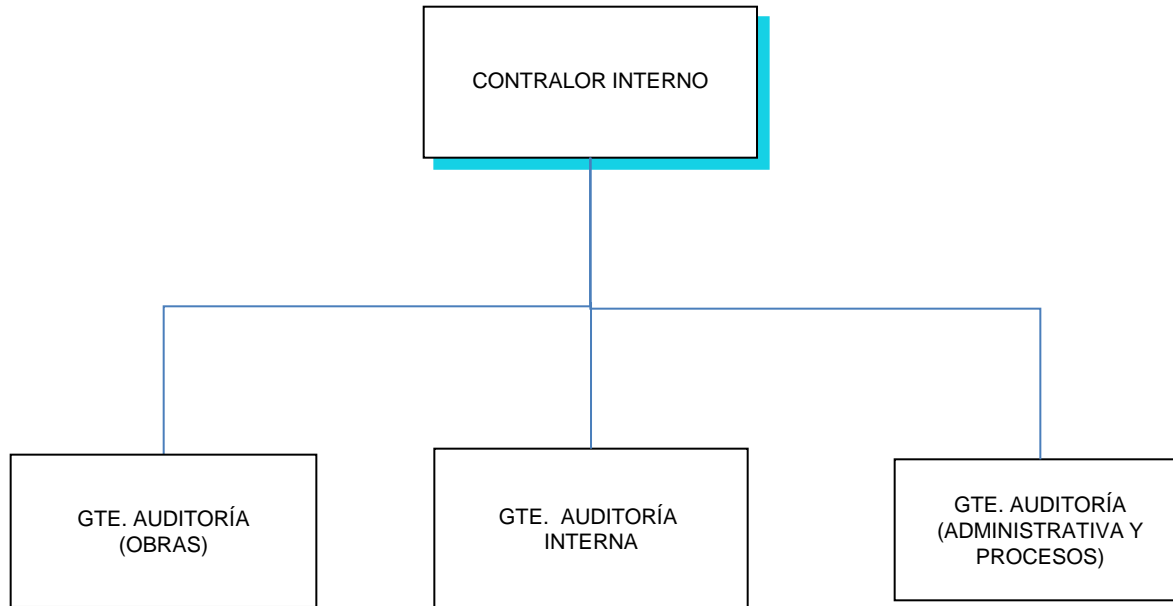 CONTRALOR INTERNO
GTE. AUDITORÍA
(OBRAS)
GTE.  AUDITORÍA
INTERNA
GTE. AUDITORÍA
(ADMINISTRATIVA Y
PROCESOS)